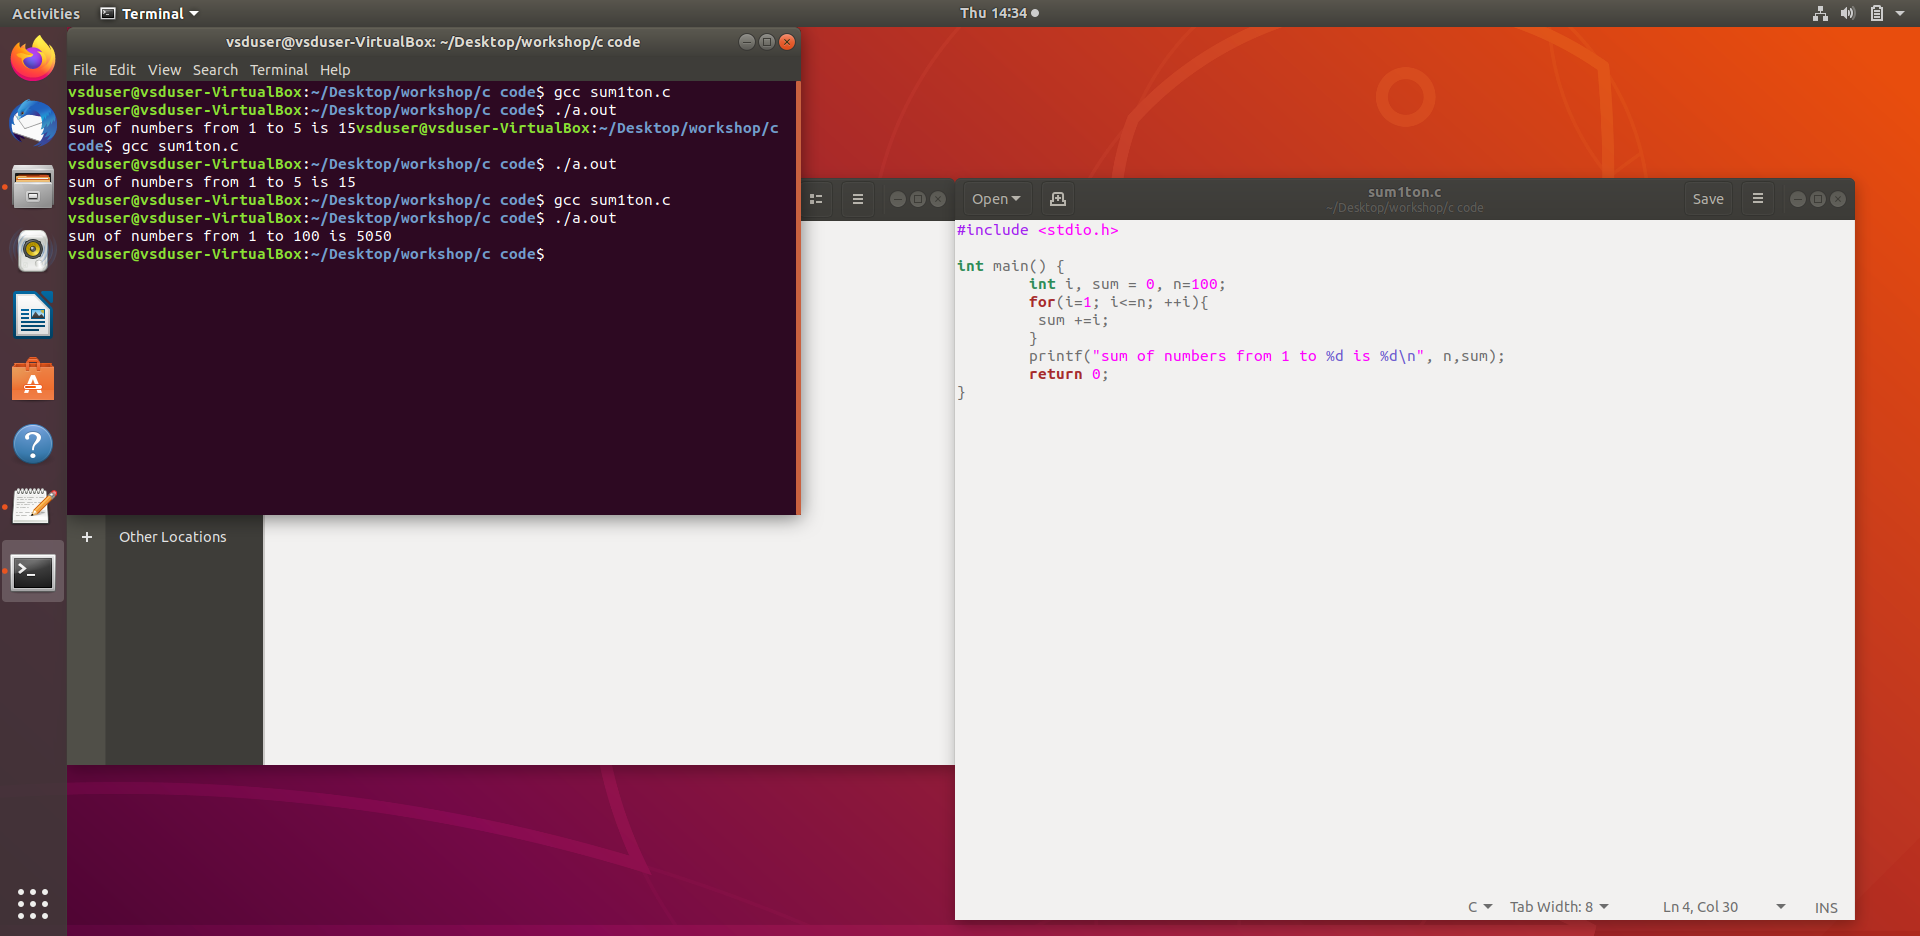 Activities
Terminal
Thu 14:34
vsduser@vsduser-VirtualBox: ~/Desktop/workshop/c code
File Edit View Search Terminal Help
vsduser@vsduser-VirtualBox:~/Desktop/workshop/c code$ gcc sum1ton.c
vsduser@vsduser-VirtualBox:~/Desktop/workshop/c code$ ./a.out
sum of numbers from 1 to 5 is 15vsduser@vsduser-VirtualBox:~/Desktop/workshop/c
code$ gcc sum1ton.c
vsduser@vsduser-VirtualBox:~/Desktop/workshop/c code$ ./a.out
sum of numbers from 1 to 5 is 15
vsduser@vsduser-VirtualBox:~/Desktop/workshop/c code$ gcc sum1ton.c
vsduser@vsduser-VirtualBox:~/Desktop/workshop/c code$ ./a.out
sum of numbers from 1 to 100 is 5050
vsduser@vsduser-VirtualBox:~/Desktop/workshop/c code$
+ Other Locations
Open
sum1ton.c
~/Desktop/workshop/c code
Save
#include <stdio.h>
int main() {
int i, sum = 0, n=100;
for(i=1; i<=n; ++i){
sum +=i;
}
printf("sum of numbers from 1 to %d is %d\n", n,sum);
return 0;
}
C Tab Width: 8 Ln 4, Col 30 INS